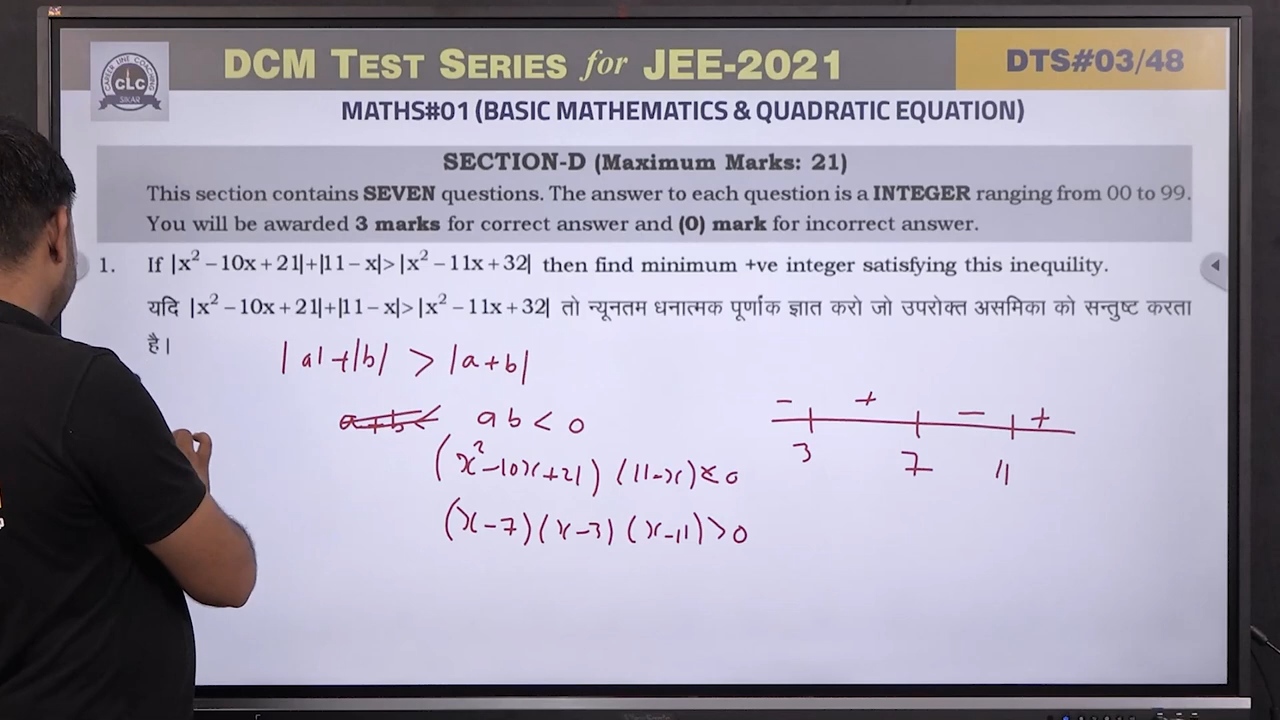 DCM TEST SERIES for JEE-2021
DTS#03/48
CAREER LINE COACHING
CLC
SIKAR
MATHS#01 (BASIC MATHEMATICS & QUADRATIC EQUATION)
SECTION-D (Maximum Marks: 21)
This section contains SEVEN questions. The answer to each question is a INTEGER ranging from 00 to 99.
You will be awarded 3 marks for correct answer and (0) mark for incorrect answer.
1. If |x² –10x+21|+|11–x|>|x² –11x+32| then find minimum +ve integer satisfying this inequility.
यदि |x² –10x+21|+|11–x|>|x² –11x+32| तो न्यूनतम धनात्मक पूर्णांक ज्ञात करो जो उपरोक्त असमिका को सन्तुष्ट करता
है।
|a|+|b| > |a+b|
a+b< ab < 0
(x²-10x+21) (11-x) < 0
(x-7)(x-3)(x-11)>0
- + - +
3 7 11